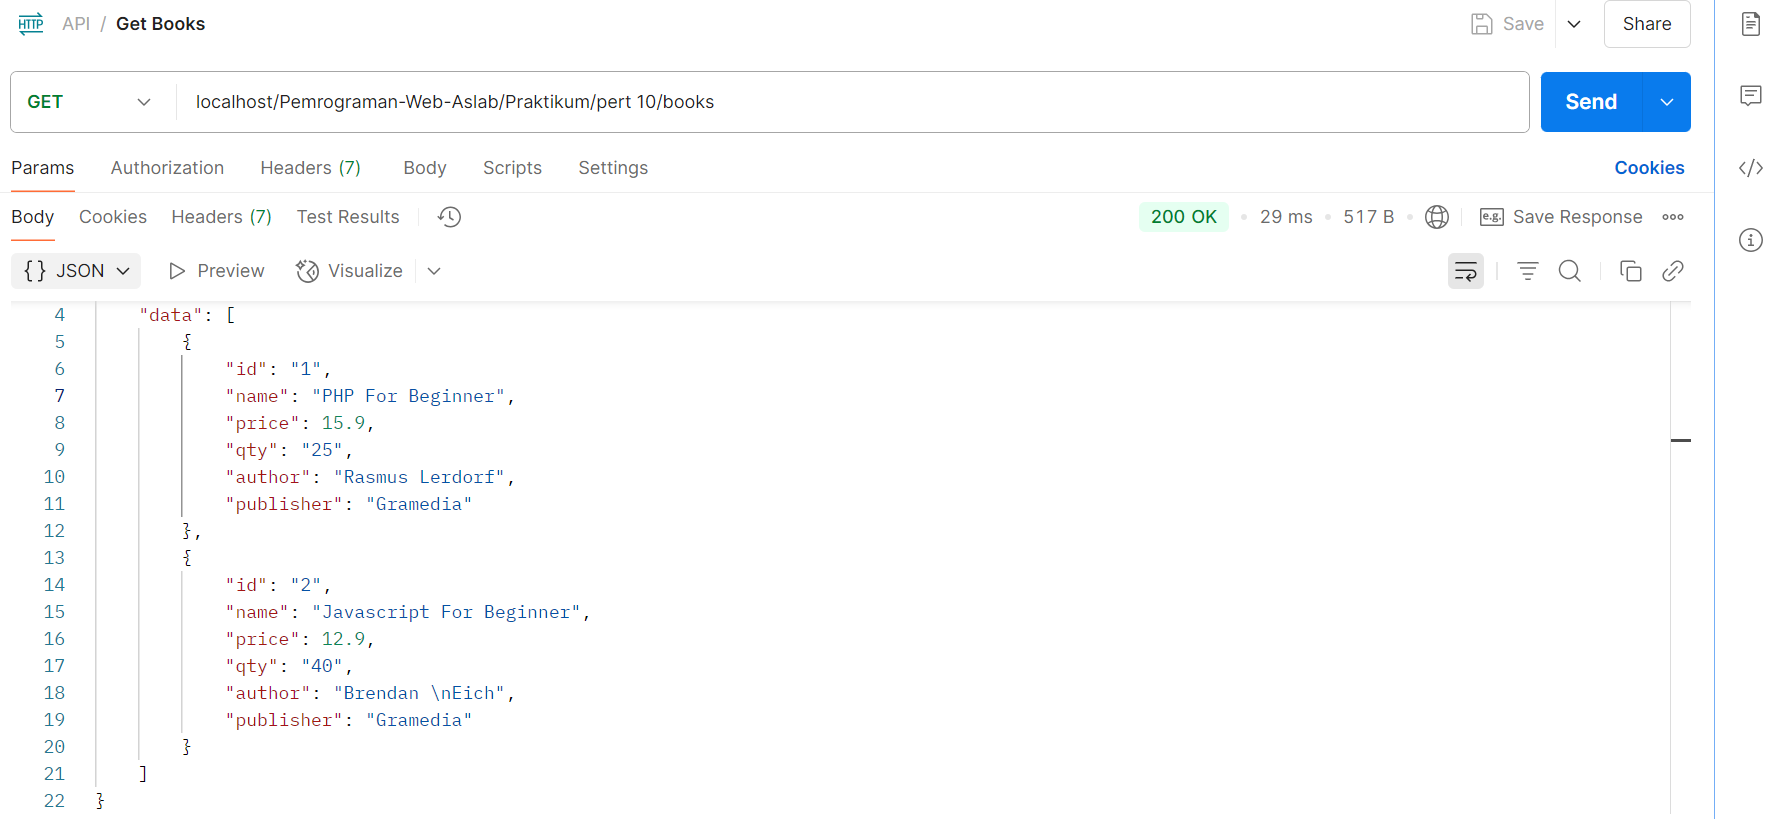 HTTP API / Get Books Save Share
GET localhost/Pemrograman-Web-Aslab/Praktikum/pert 10/books Send
Params Authorization Headers (7) Body Scripts Settings Cookies
Body Cookies Headers (7) Test Results 200 OK 29 ms 517 B e.g. Save Response
{} JSON Preview Visualize
4 "data": [
5 {
6 "id": "1",
7 "name": "PHP For Beginner",
8 "price": 15.9,
9 "qty": "25",
10 "author": "Rasmus Lerdorf",
11 "publisher": "Gramedia"
12 },
13 {
14 "id": "2",
15 "name": "Javascript For Beginner",
16 "price": 12.9,
17 "qty": "40",
18 "author": "Brendan \nEich",
19 "publisher": "Gramedia"
20 }
21 ]
22 }